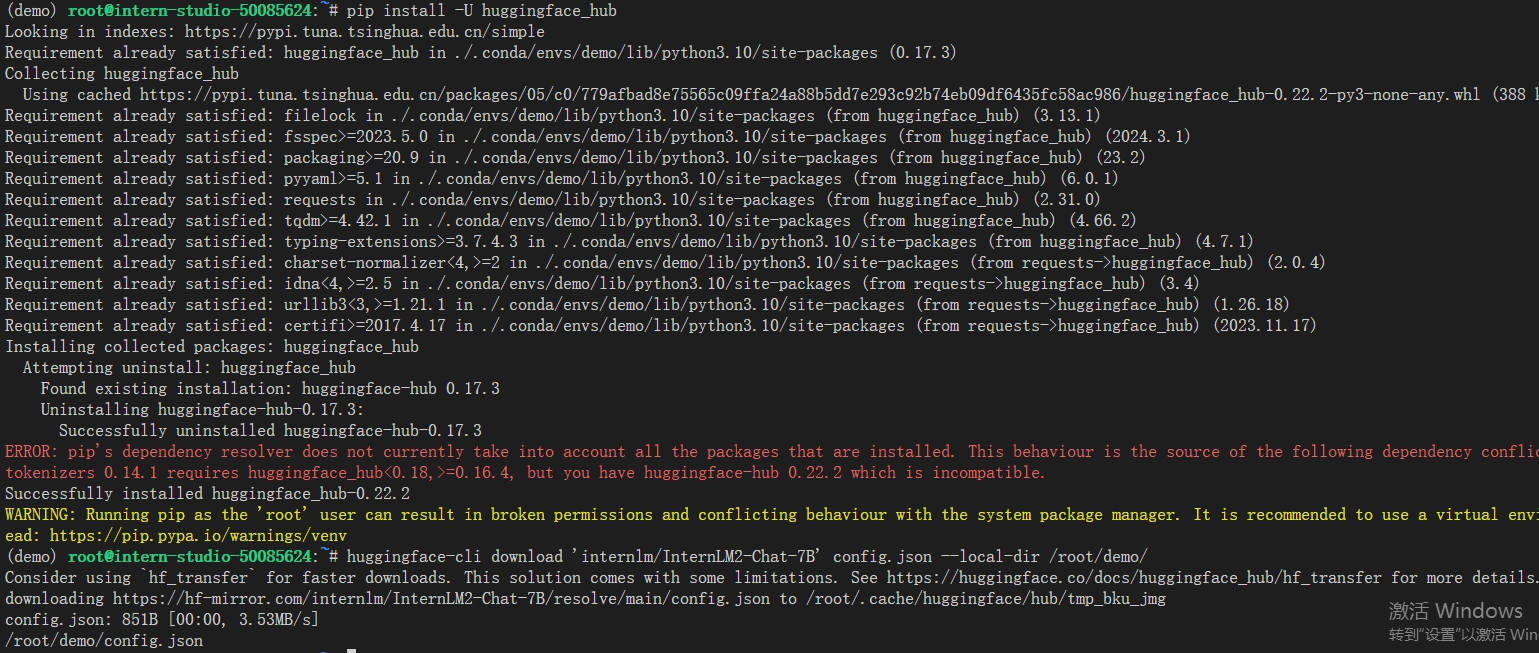 (demo) root@intern-studio-50085624:~# pip install -U huggingface_hub
Looking in indexes: https://pypi.tuna.tsinghua.edu.cn/simple
Requirement already satisfied: huggingface_hub in ./.conda/envs/demo/lib/python3.10/site-packages (0.17.3)
Collecting huggingface_hub
  Using cached https://pypi.tuna.tsinghua.edu.cn/packages/05/c0/779afbad8e75565c09ffa24a88b5dd7e293c92b74eb09df6435fc58ac986/huggingface_hub-0.22.2-py3-none-any.whl (388 k
Requirement already satisfied: filelock in ./.conda/envs/demo/lib/python3.10/site-packages (from huggingface_hub) (3.13.1)
Requirement already satisfied: fsspec>=2023.5.0 in ./.conda/envs/demo/lib/python3.10/site-packages (from huggingface_hub) (2024.3.1)
Requirement already satisfied: packaging>=20.9 in ./.conda/envs/demo/lib/python3.10/site-packages (from huggingface_hub) (23.2)
Requirement already satisfied: pyyaml>=5.1 in ./.conda/envs/demo/lib/python3.10/site-packages (from huggingface_hub) (6.0.1)
Requirement already satisfied: requests in ./.conda/envs/demo/lib/python3.10/site-packages (from huggingface_hub) (2.31.0)
Requirement already satisfied: tqdm>=4.42.1 in ./.conda/envs/demo/lib/python3.10/site-packages (from huggingface_hub) (4.66.2)
Requirement already satisfied: typing-extensions>=3.7.4.3 in ./.conda/envs/demo/lib/python3.10/site-packages (from huggingface_hub) (4.7.1)
Requirement already satisfied: charset-normalizer<4,>=2 in ./.conda/envs/demo/lib/python3.10/site-packages (from requests->huggingface_hub) (2.0.4)
Requirement already satisfied: idna<4,>=2.5 in ./.conda/envs/demo/lib/python3.10/site-packages (from requests->huggingface_hub) (3.4)
Requirement already satisfied: urllib3<3,>=1.21.1 in ./.conda/envs/demo/lib/python3.10/site-packages (from requests->huggingface_hub) (1.26.18)
Requirement already satisfied: certifi>=2017.4.17 in ./.conda/envs/demo/lib/python3.10/site-packages (from requests->huggingface_hub) (2023.11.17)
Installing collected packages: huggingface_hub
  Attempting uninstall: huggingface_hub
    Found existing installation: huggingface-hub 0.17.3
    Uninstalling huggingface-hub-0.17.3:
      Successfully uninstalled huggingface-hub-0.17.3
ERROR: pip's dependency resolver does not currently take into account all the packages that are installed. This behaviour is the source of the following dependency conflic
tokenizers 0.14.1 requires huggingface_hub<0.18,>=0.16.4, but you have huggingface-hub 0.22.2 which is incompatible.
Successfully installed huggingface_hub-0.22.2
WARNING: Running pip as the 'root' user can result in broken permissions and conflicting behaviour with the system package manager. It is recommended to use a virtual envi
ead: https://pip.pypa.io/warnings/venv
(demo) root@intern-studio-50085624:~# huggingface-cli download 'internlm/InternLM2-Chat-7B' config.json --local-dir /root/demo/
Consider using `hf_transfer` for faster downloads. This solution comes with some limitations. See https://huggingface.co/docs/huggingface_hub/hf_transfer for more details.
downloading https://hf-mirror.com/internlm/InternLM2-Chat-7B/resolve/main/config.json to /root/.cache/huggingface/hub/tmp_bku_jmg
config.json: 851B [00:00, 3.53MB/s]
/root/demo/config.json
激活 Windows
转到"设置"以激活 Win